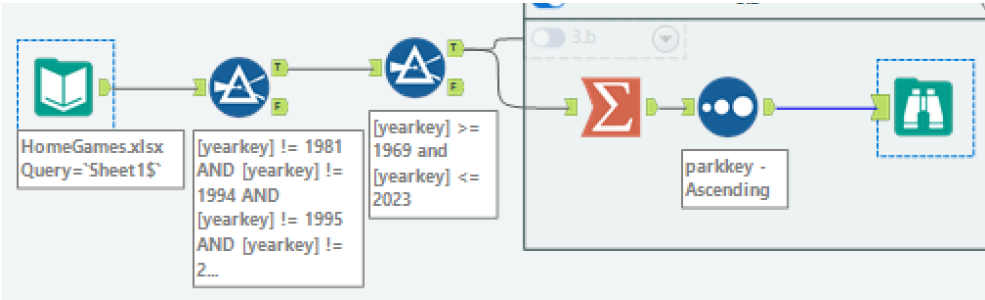 3.b
T
F
T
F
HomeGames.xlsx
Query=`Sheet1$`
[yearkey] != 1981
AND [yearkey] !=
1994 AND
[yearkey] != 1995
AND [yearkey] !=
2...
[yearkey] >=
1969 and
[yearkey] <=
2023
Σ
parkkey -
Ascending